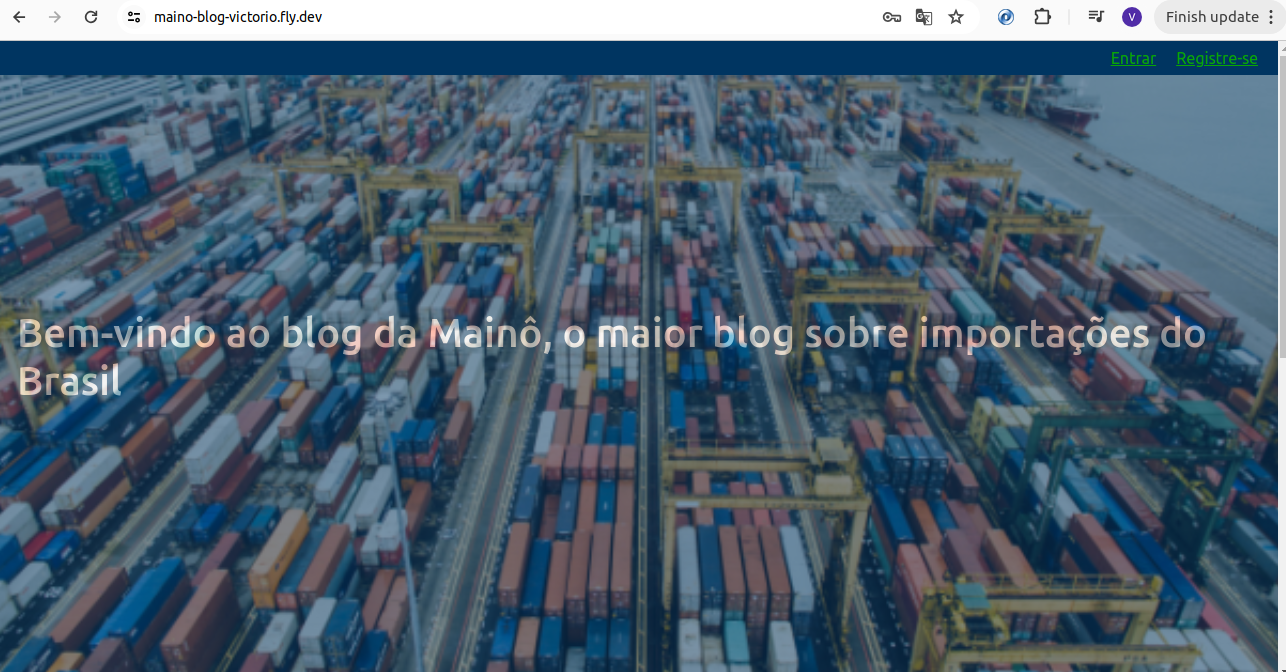 maino-blog-victorio.fly.dev
V
Finish update
Entrar Registre-se
Bem-vindo ao blog da Mainô, o maior blog sobre importações do
Brasil